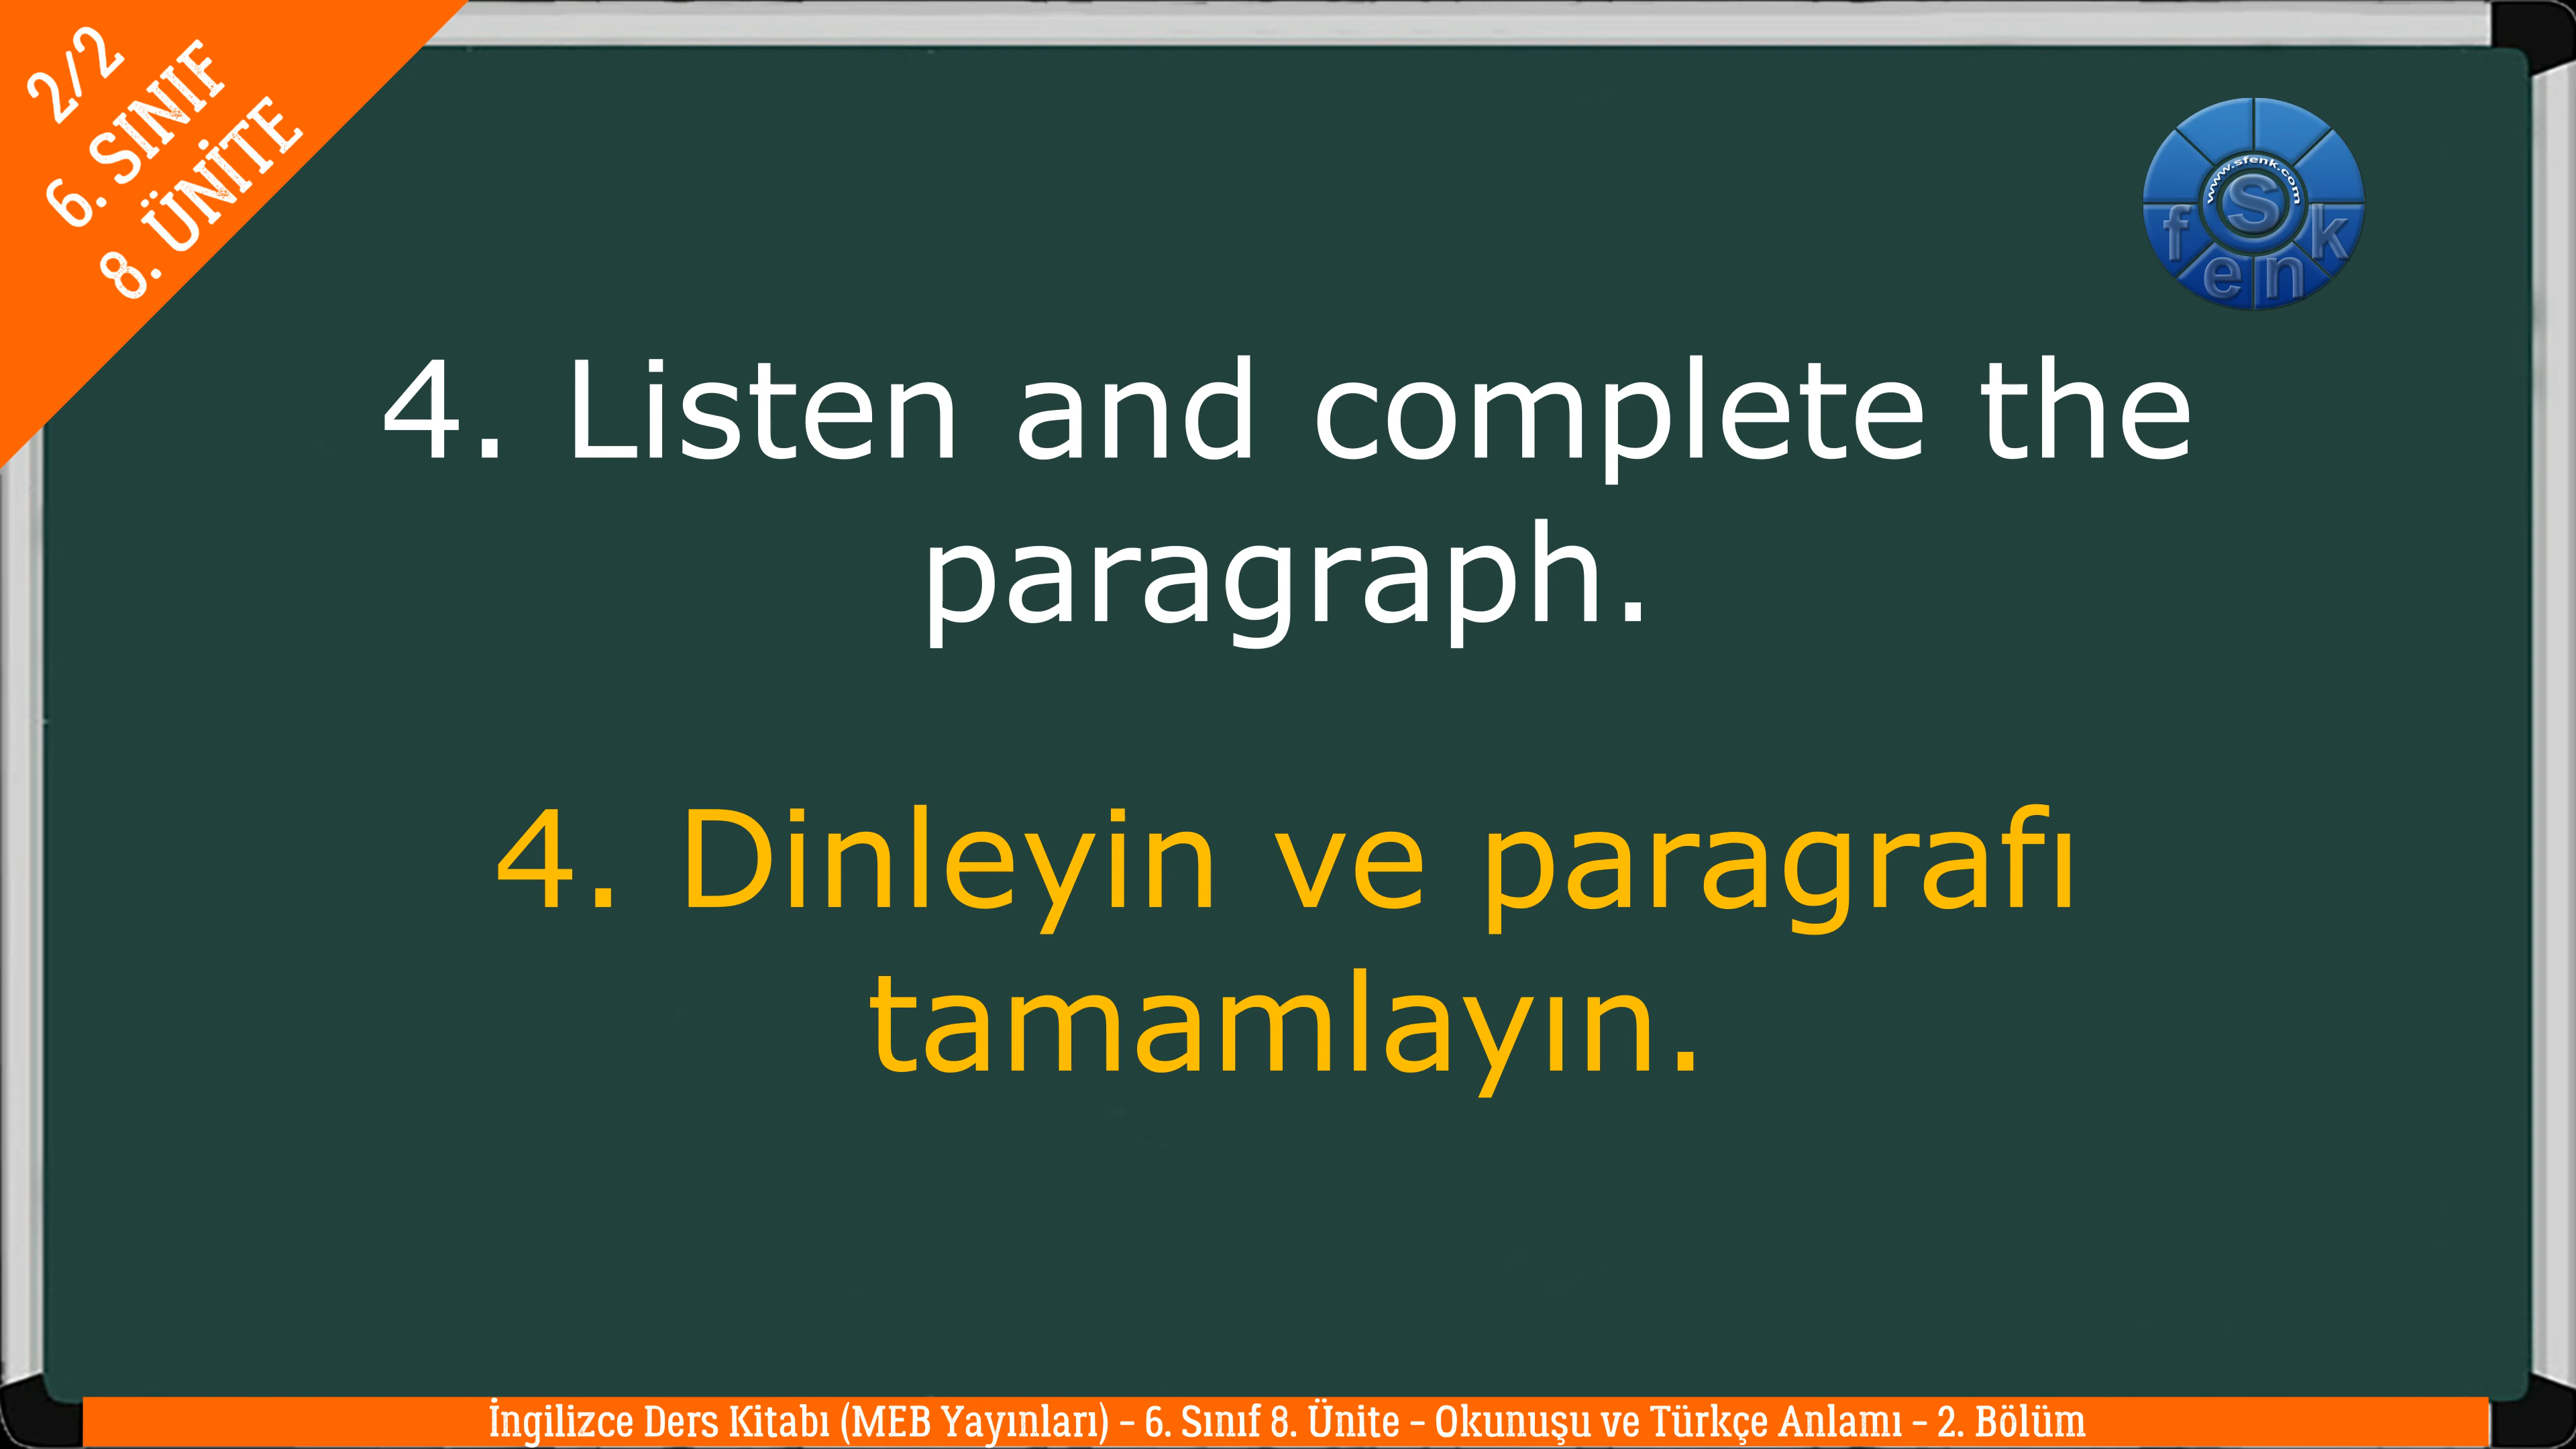 2/2
6. SINIF
8. ÜNİTE
www.sfenk.com
S
f e n k
4. Listen and complete the
paragraph.
4. Dinleyin ve paragrafı
tamamlayın.
İngilizce Ders Kitabı (MEB Yayınları) – 6. Sınıf 8. Ünite – Okunuşu ve Türkçe Anlamı – 2. Bölüm